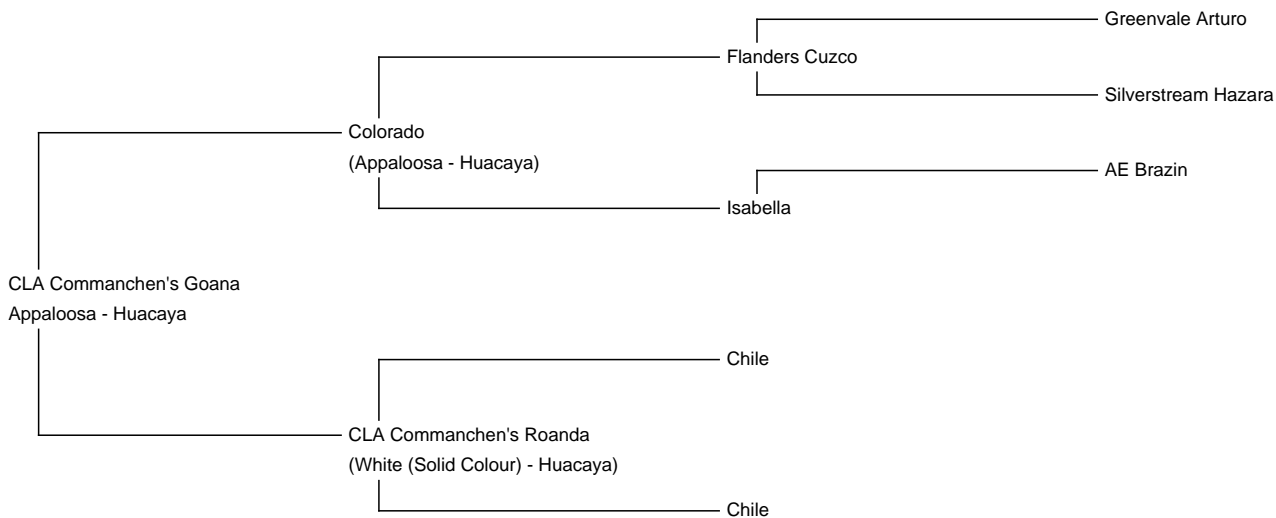 Greenvale Arturo
Flanders Cuzco
Silverstream Hazara
Colorado
(Appaloosa - Huacaya)
AE Brazin
Isabella
CLA Commanchen's Goana
Appaloosa - Huacaya
Chile
CLA Commanchen's Roanda
(White (Solid Colour) - Huacaya)
Chile